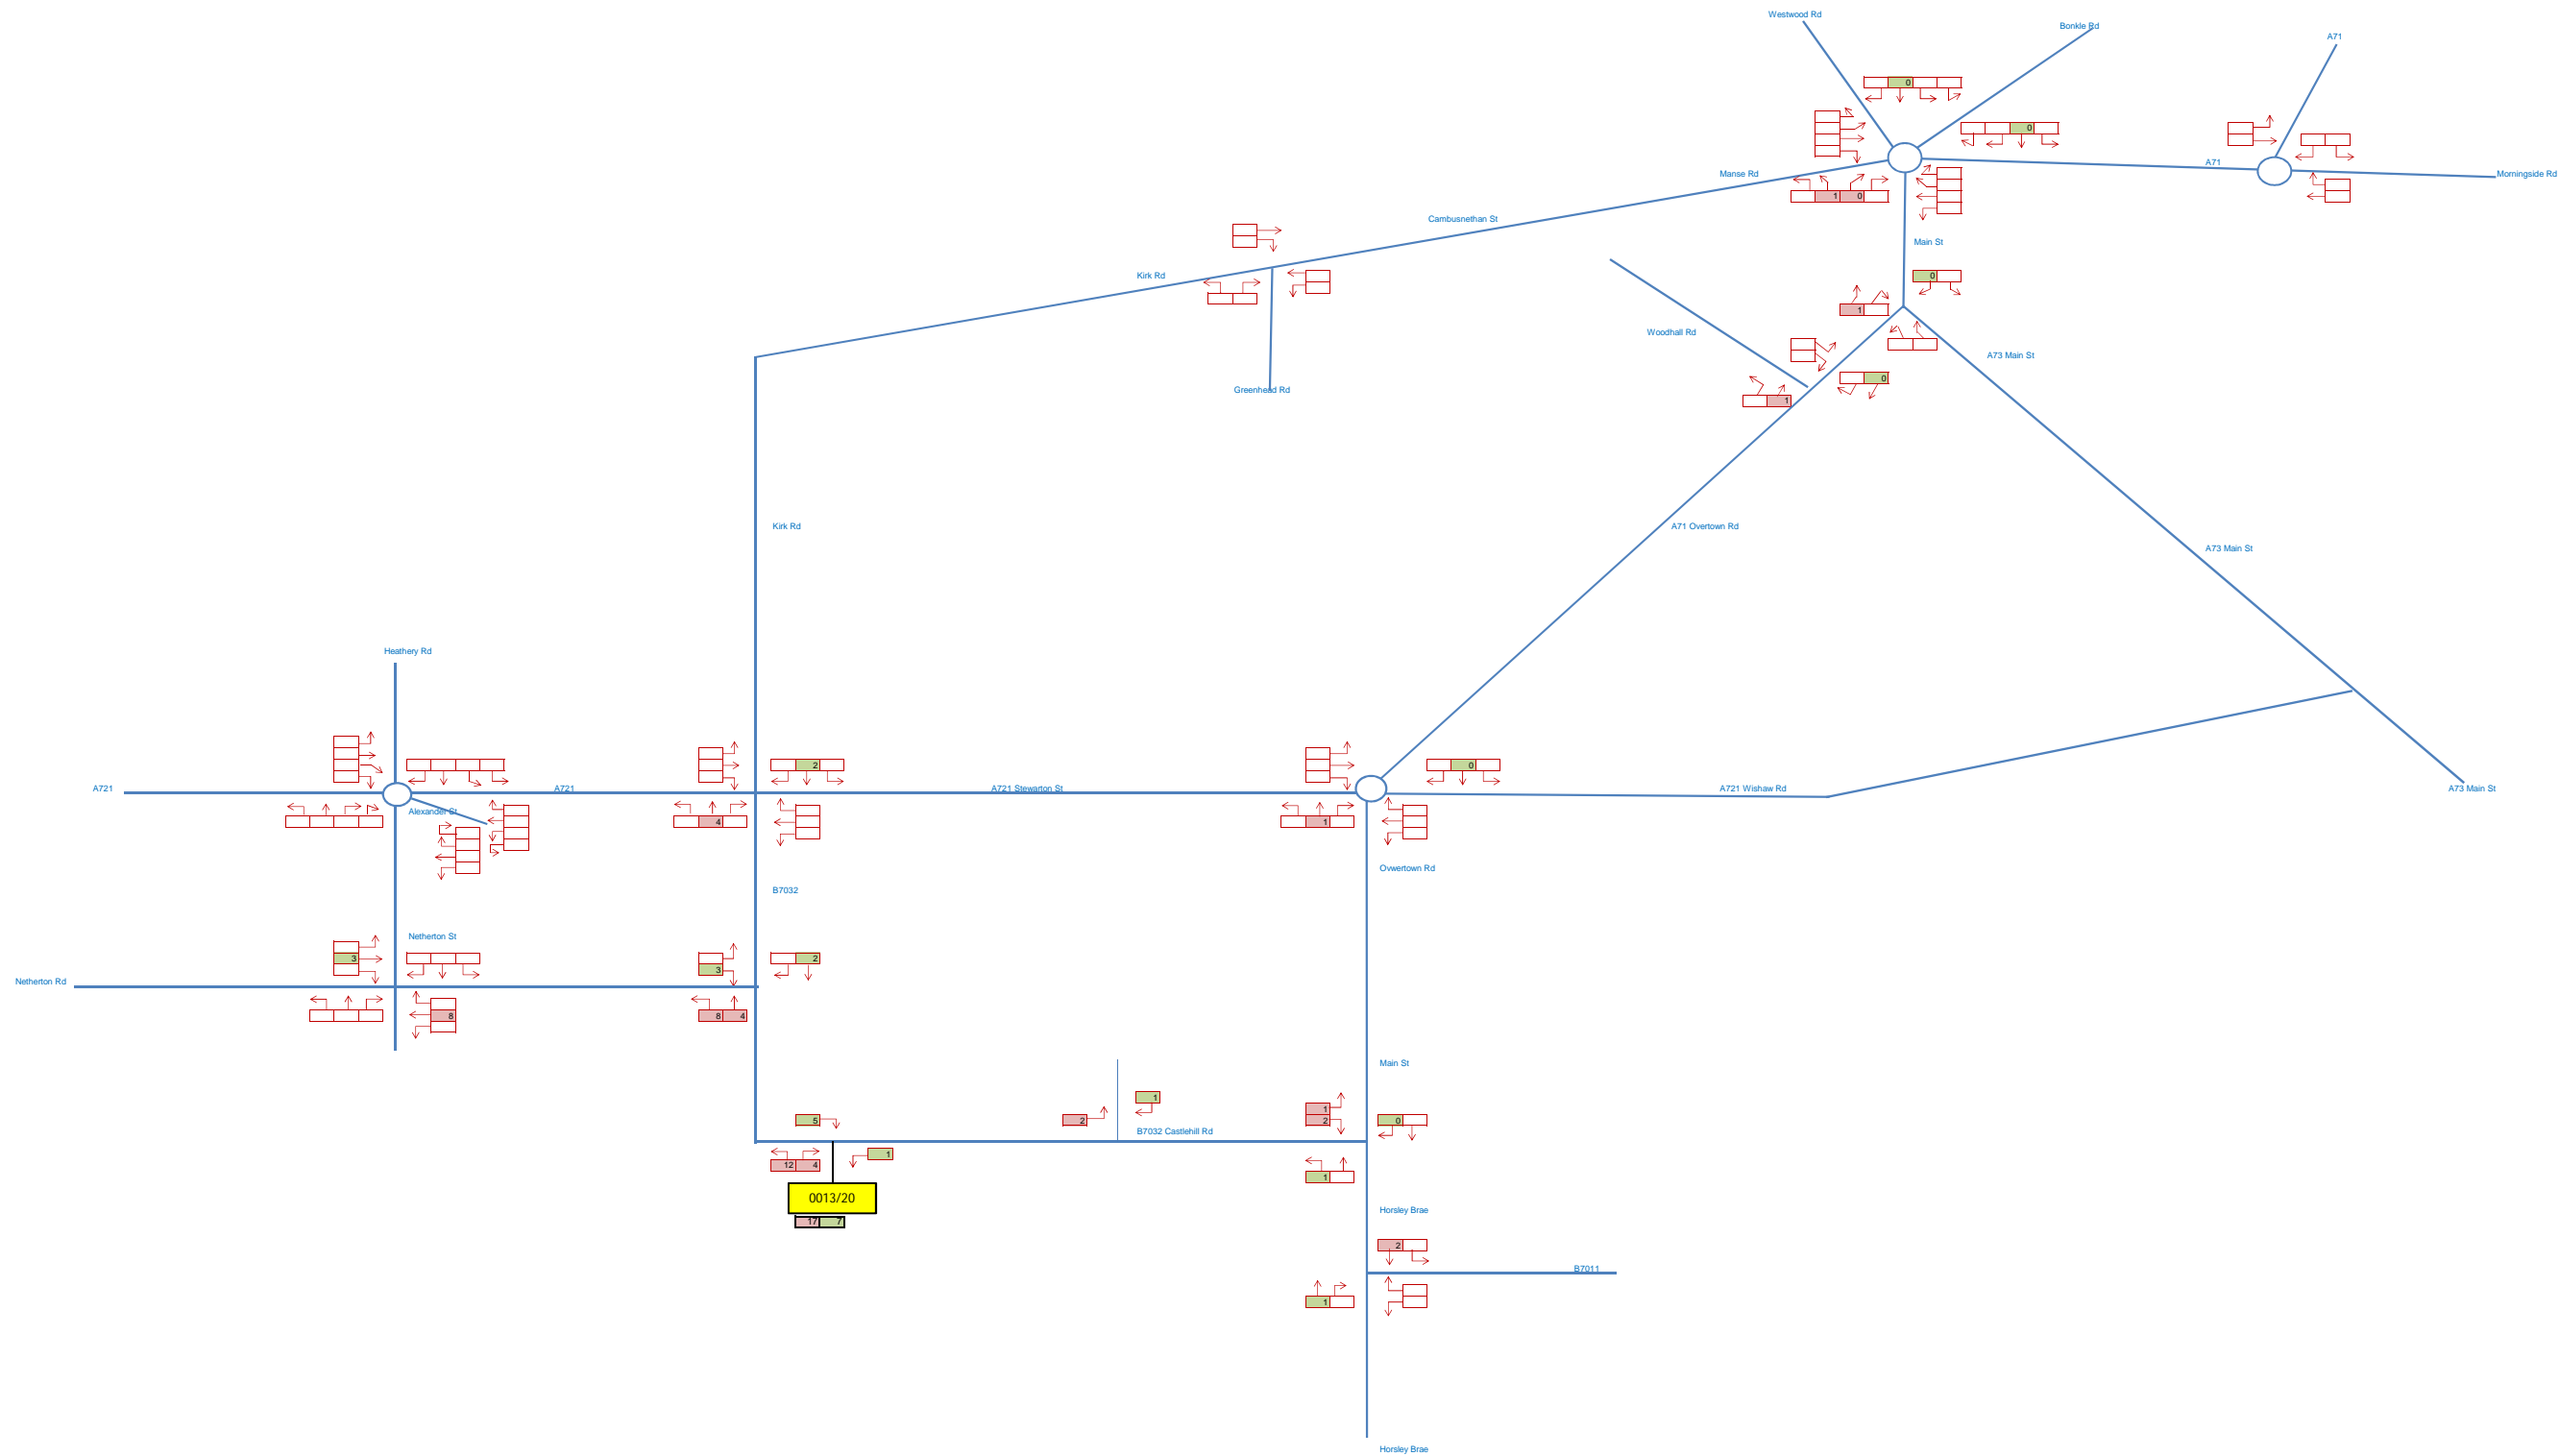 Westwood Rd
Bonkle Rd
A71
0
0
Manse Rd
A71
Morningside Rd
1 0
Cambusnethan St
Main St
Kirk Rd
0
1
Woodhall Rd
A73 Main St
0
Greenhead Rd
1
Kirk Rd
A71 Overtown Rd
A73 Main St
Heathery Rd
2
0
A721
A721
A721 Stewarton St
A721 Wishaw Rd
A73 Main St
Alexander St
4
1
Ovwertown Rd
B7032
Netherton St
3
2
3
Netherton Rd
8
8 4
Main St
1
1
5
2
2
0
B7032 Castlehill Rd
1
12 4
1
0013/20
17 7
Horsley Brae
2
B7011
1
Horsley Brae